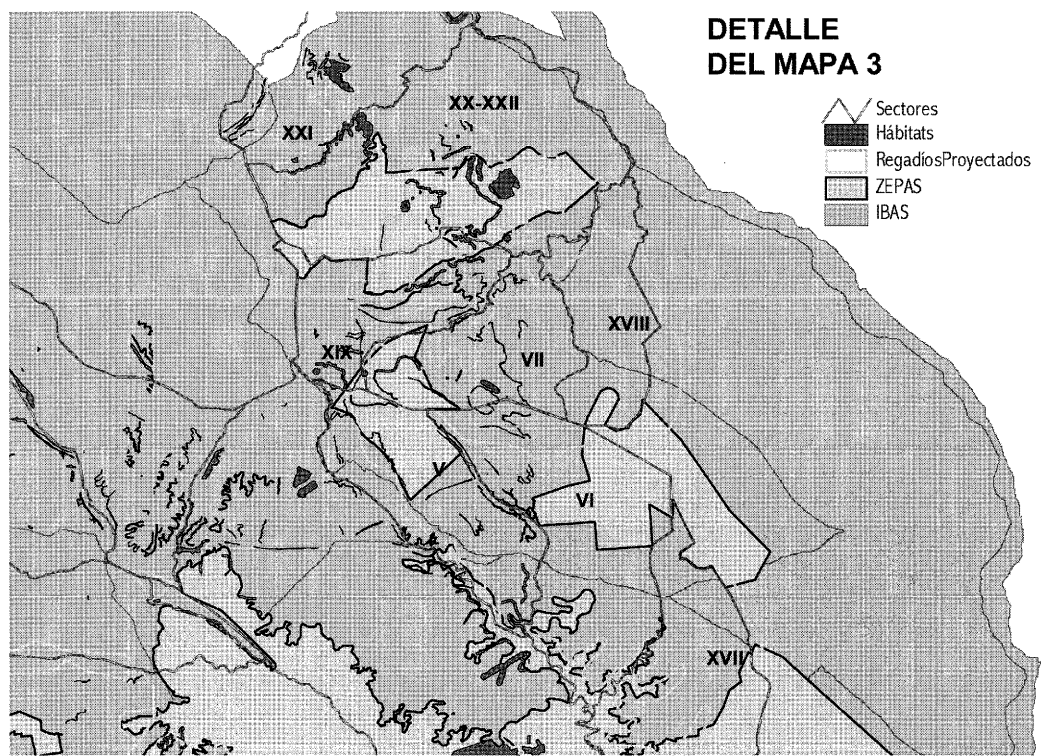 DETALLE
DEL MAPA 3
Sectores
Hábitats
RegadíosProyectados
ZEPAS
IBAS
XX-XXII
XXI
XVIII
XIX
VII
V
VI
XVII